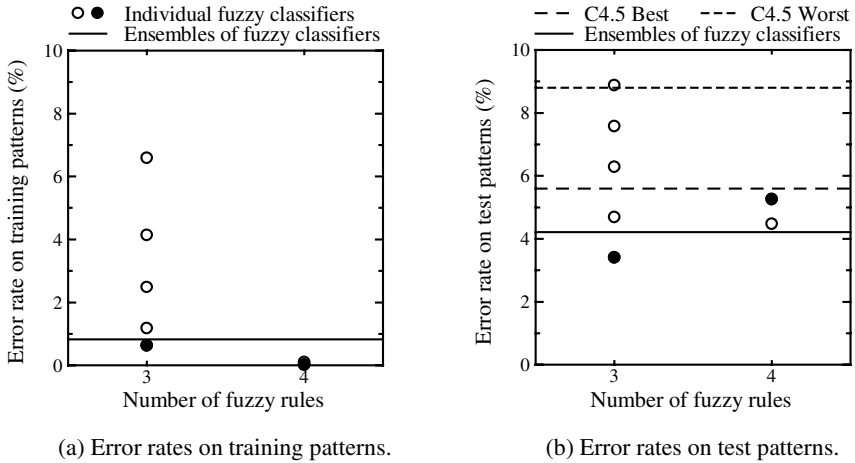 Individual fuzzy classifiers
Ensembles of fuzzy classifiers
10
8
6
4
2
0
Error rate on training patterns (%)
3 4
Number of fuzzy rules
(a) Error rates on training patterns.
C4.5 Best C4.5 Worst
Ensembles of fuzzy classifiers
10
8
6
4
2
0
Error rate on test patterns (%)
3 4
Number of fuzzy rules
(b) Error rates on test patterns.